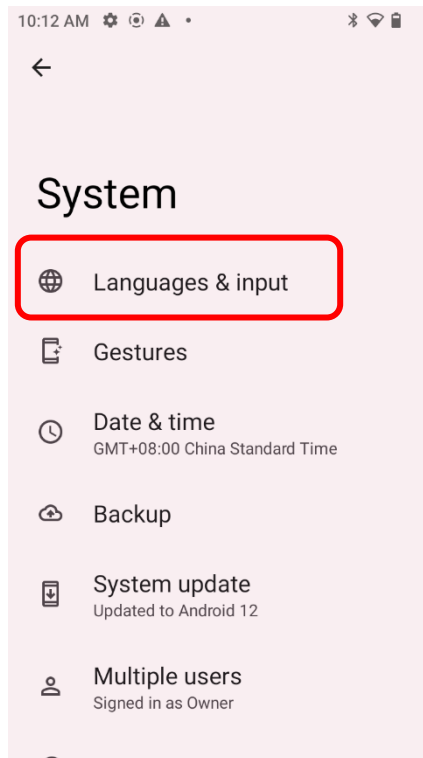 10:12 AM
System
Languages & input
Gestures
Date & time
GMT+08:00 China Standard Time
Backup
System update
Updated to Android 12
Multiple users
Signed in as Owner